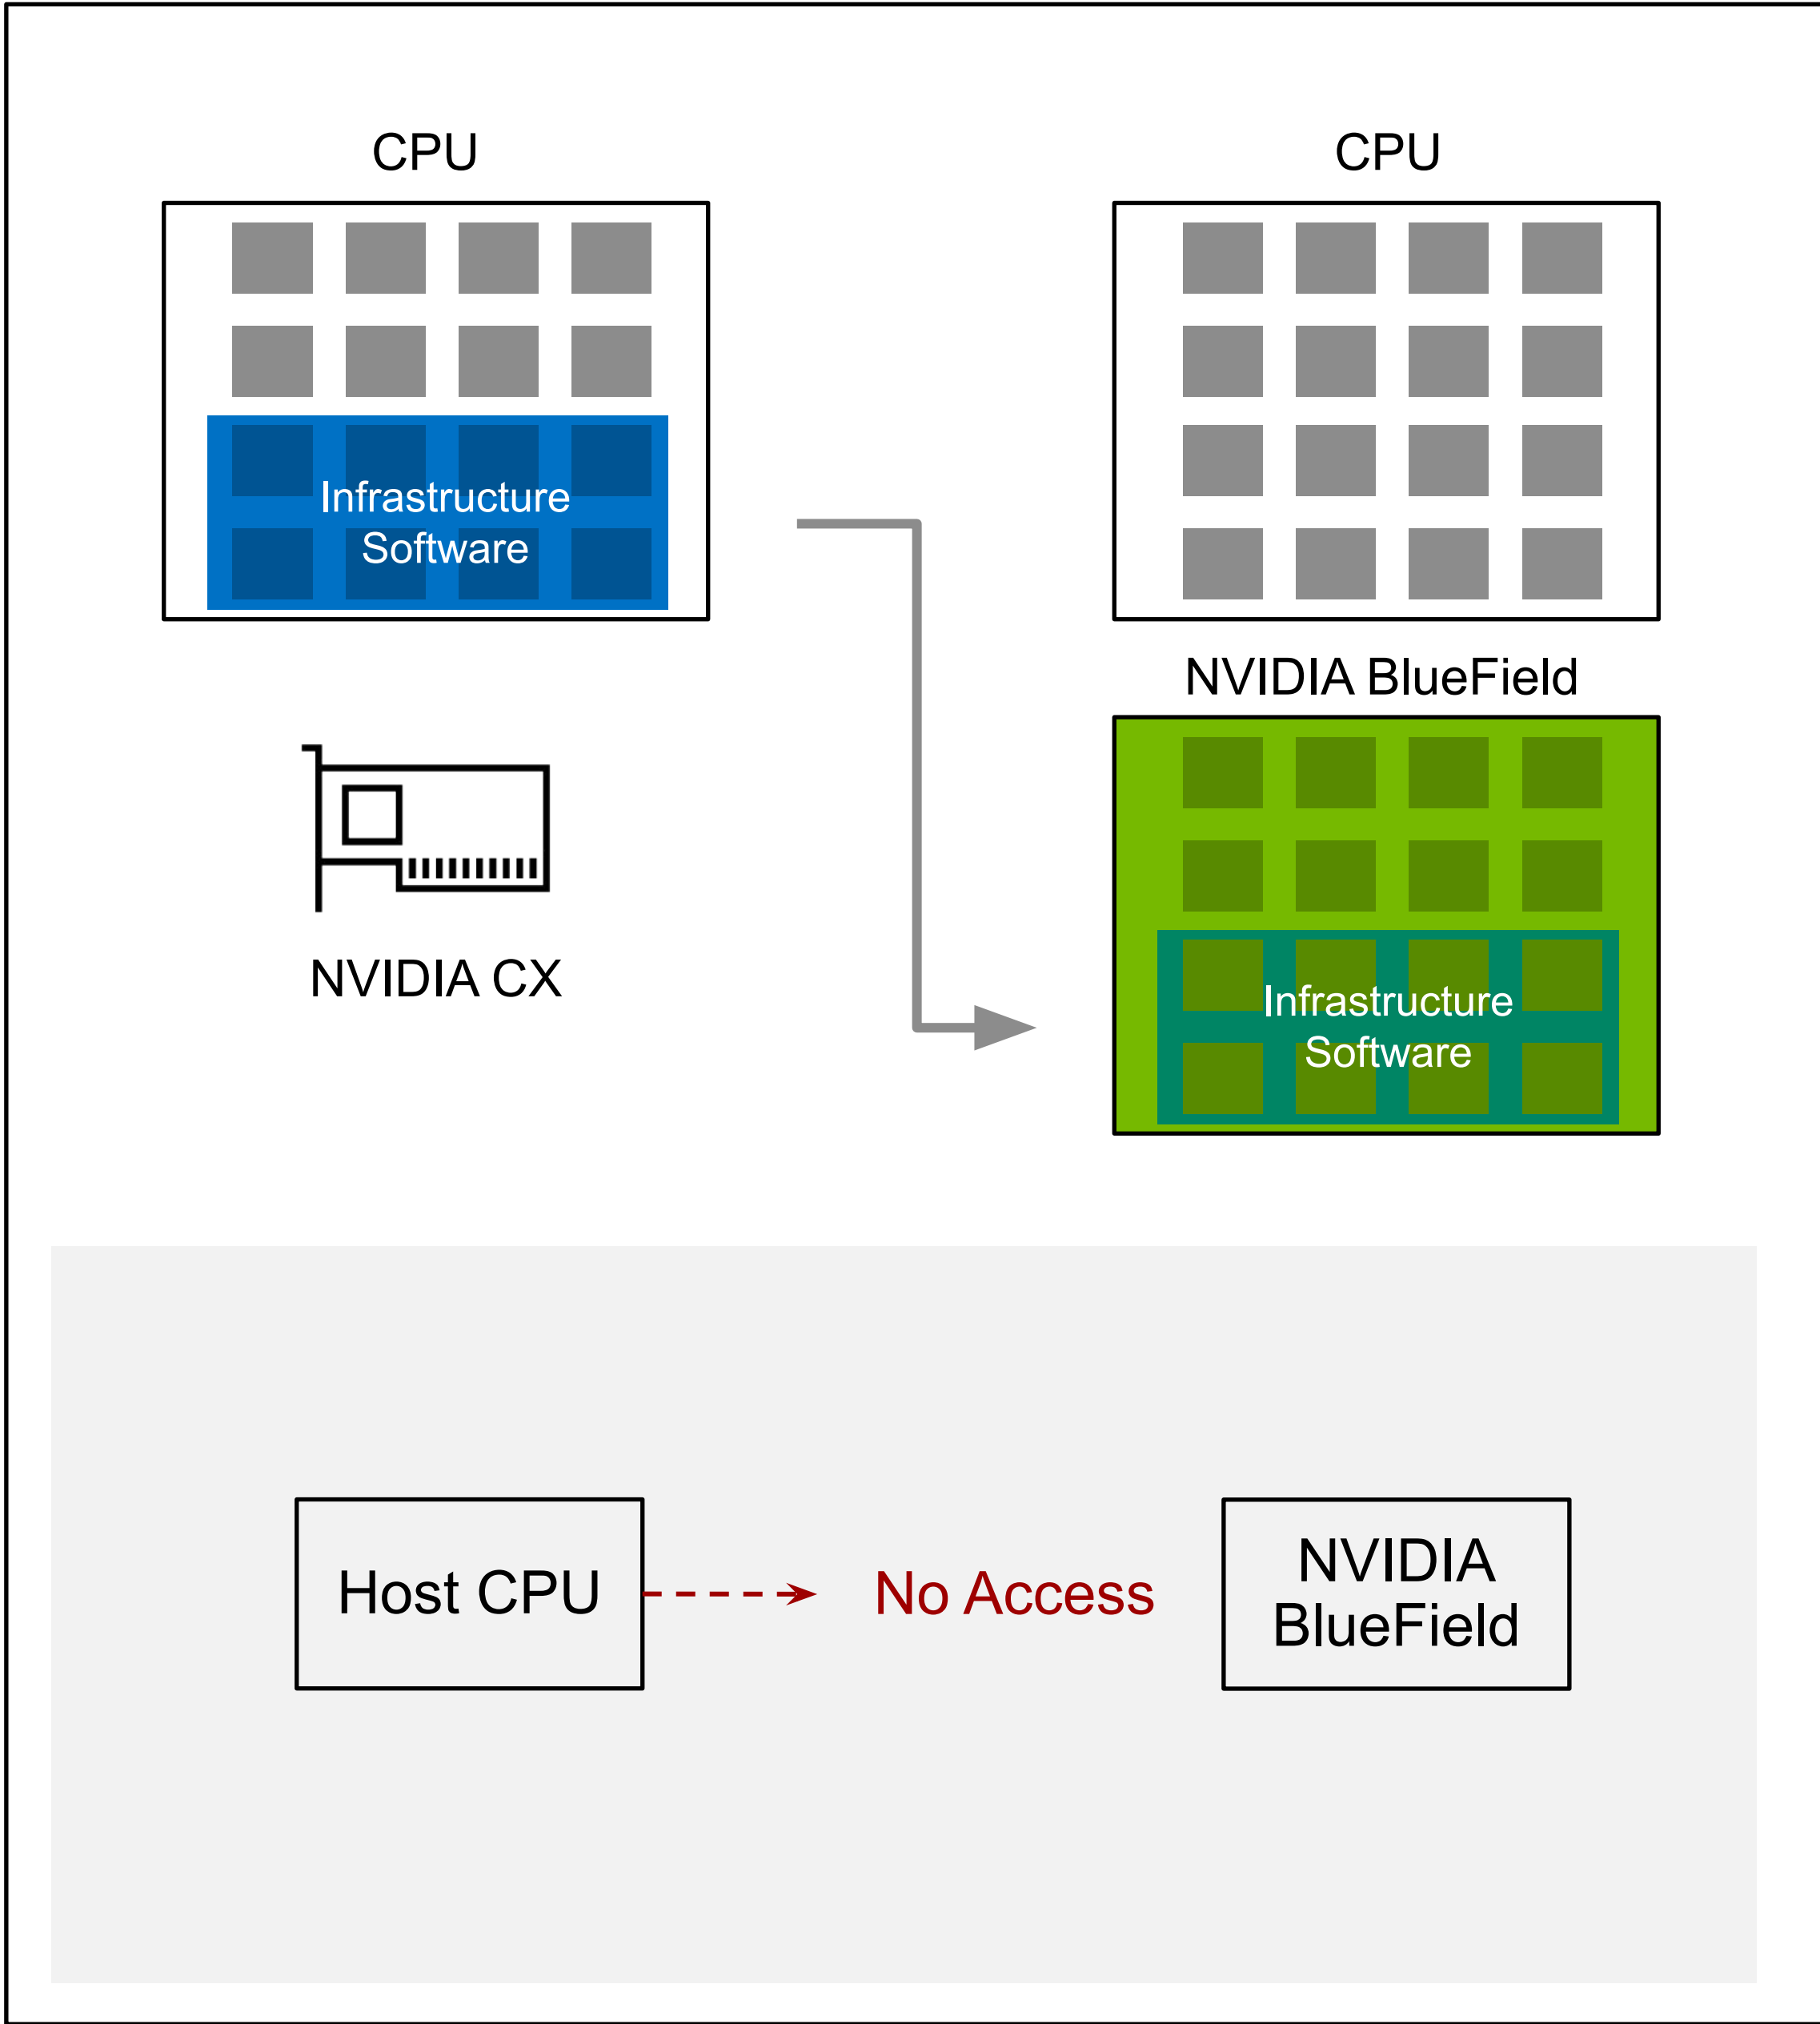 CPU
CPU
Infrastructure
Software
NVIDIA BlueField
NVIDIA CX
Infrastructure
Software
Host CPU
No Access
NVIDIA
BlueField